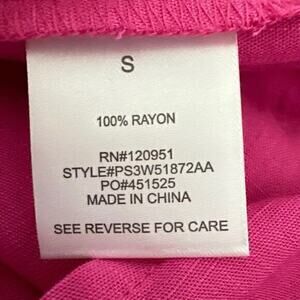 S
100% RAYON
RN#120951
STYLE#PS3W51872AA
PO#451525
MADE IN CHINA
SEE REVERSE FOR CARE